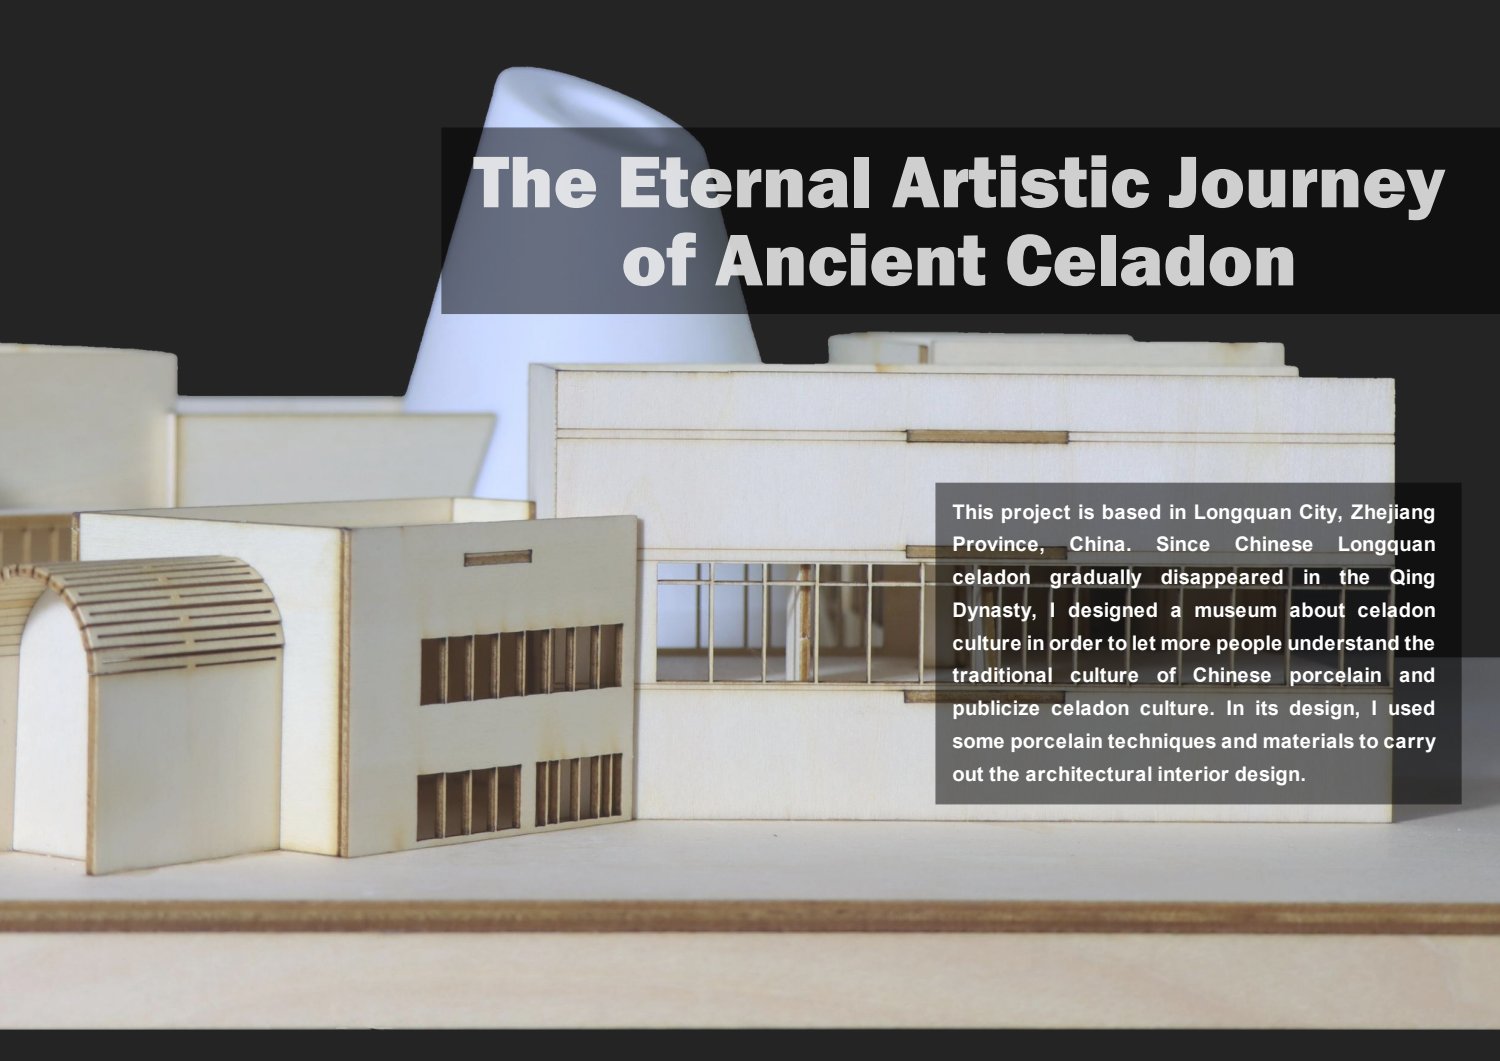 The Eternal Artistic Journey
of Ancient Celadon
This project is based in Longquan City, Zhejiang
Province, China. Since Chinese Longquan
celadon gradually disappeared in the Qing
Dynasty, I designed a museum about celadon
culture in order to let more people understand the
traditional culture of Chinese porcelain and
publicize celadon culture. In its design, I used
some porcelain techniques and materials to carry
out the architectural interior design.